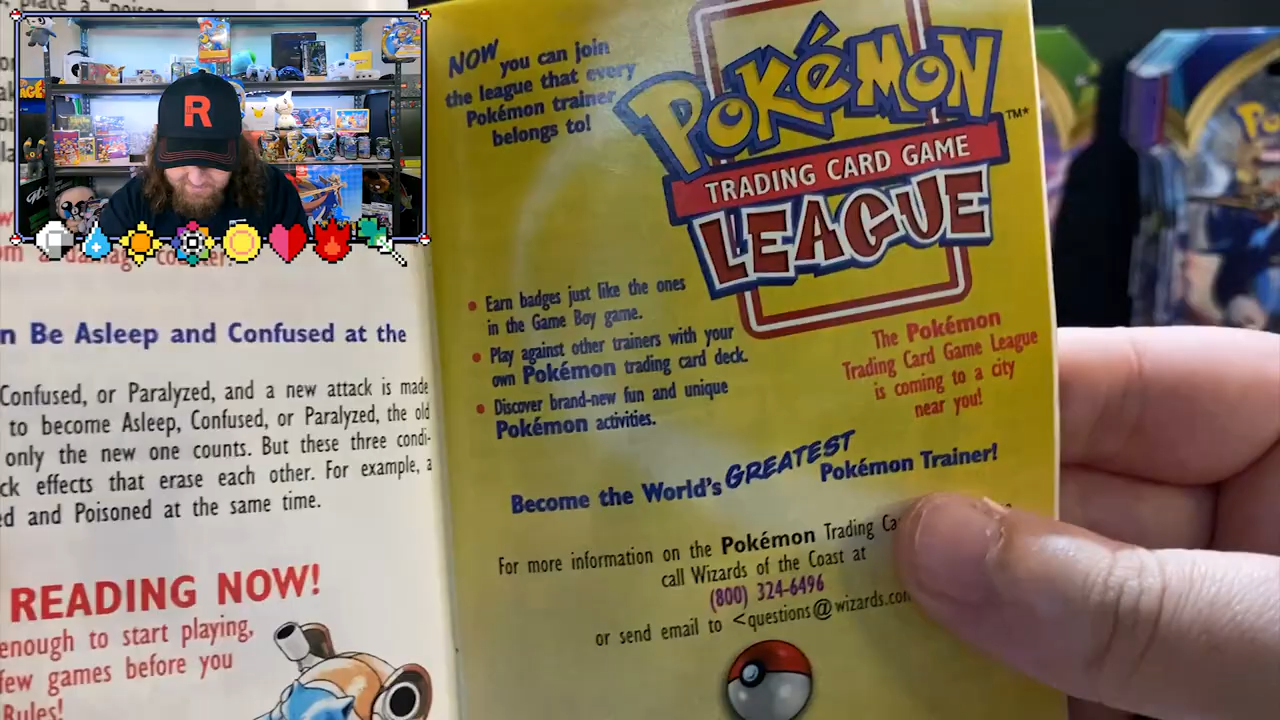 n Be Asleep and Confused at the
Confused, or Paralyzed, and a new attack is made
to become Asleep, Confused, or Paralyzed, the old
only the new one counts. But these three condi-
ck effects that erase each other. For example, a
ed and Poisoned at the same time.
READING NOW!
enough to start playing,
few games before you
Rules!
R
NOW you can join
the league that every
Pokémon trainer
belongs to!
POKéMON
TM*
TRADING CARD GAME
LEAGUE
• Earn badges just like the ones
in the Game Boy game.
• Play against other trainers with your
own Pokémon trading card deck.
• Discover brand-new fun and unique
Pokémon activities.
The Pokémon
Trading Card Game League
is coming to a city
near you!
Become the World's GREATEST
Pokémon Trainer!
For more information on the Pokémon Trading Ca
call Wizards of the Coast at
(800) 324-6496
or send email to <questions@wizards.com